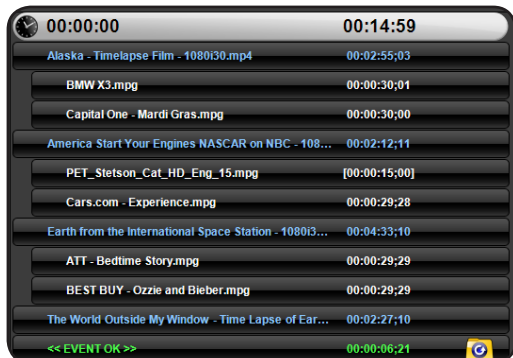 00:00:00 00:14:59
Alaska - Timelapse Film - 1080i30.mp4 00:02:55;03
BMW X3.mpg 00:00:30;01
Capital One - Mardi Gras.mpg 00:00:30;00
America Start Your Engines NASCAR on NBC - 108... 00:02:12;11
PET_Stetson_Cat_HD_Eng_15.mpg [00:00:15;00]
Cars.com - Experience.mpg 00:00:29;28
Earth from the International Space Station - 1080i3... 00:04:33;10
ATT - Bedtime Story.mpg 00:00:29;29
BEST BUY - Ozzie and Bieber.mpg 00:00:29;29
The World Outside My Window - Time Lapse of Ear... 00:02:27;10
<< EVENT OK >> 00:00:06;21